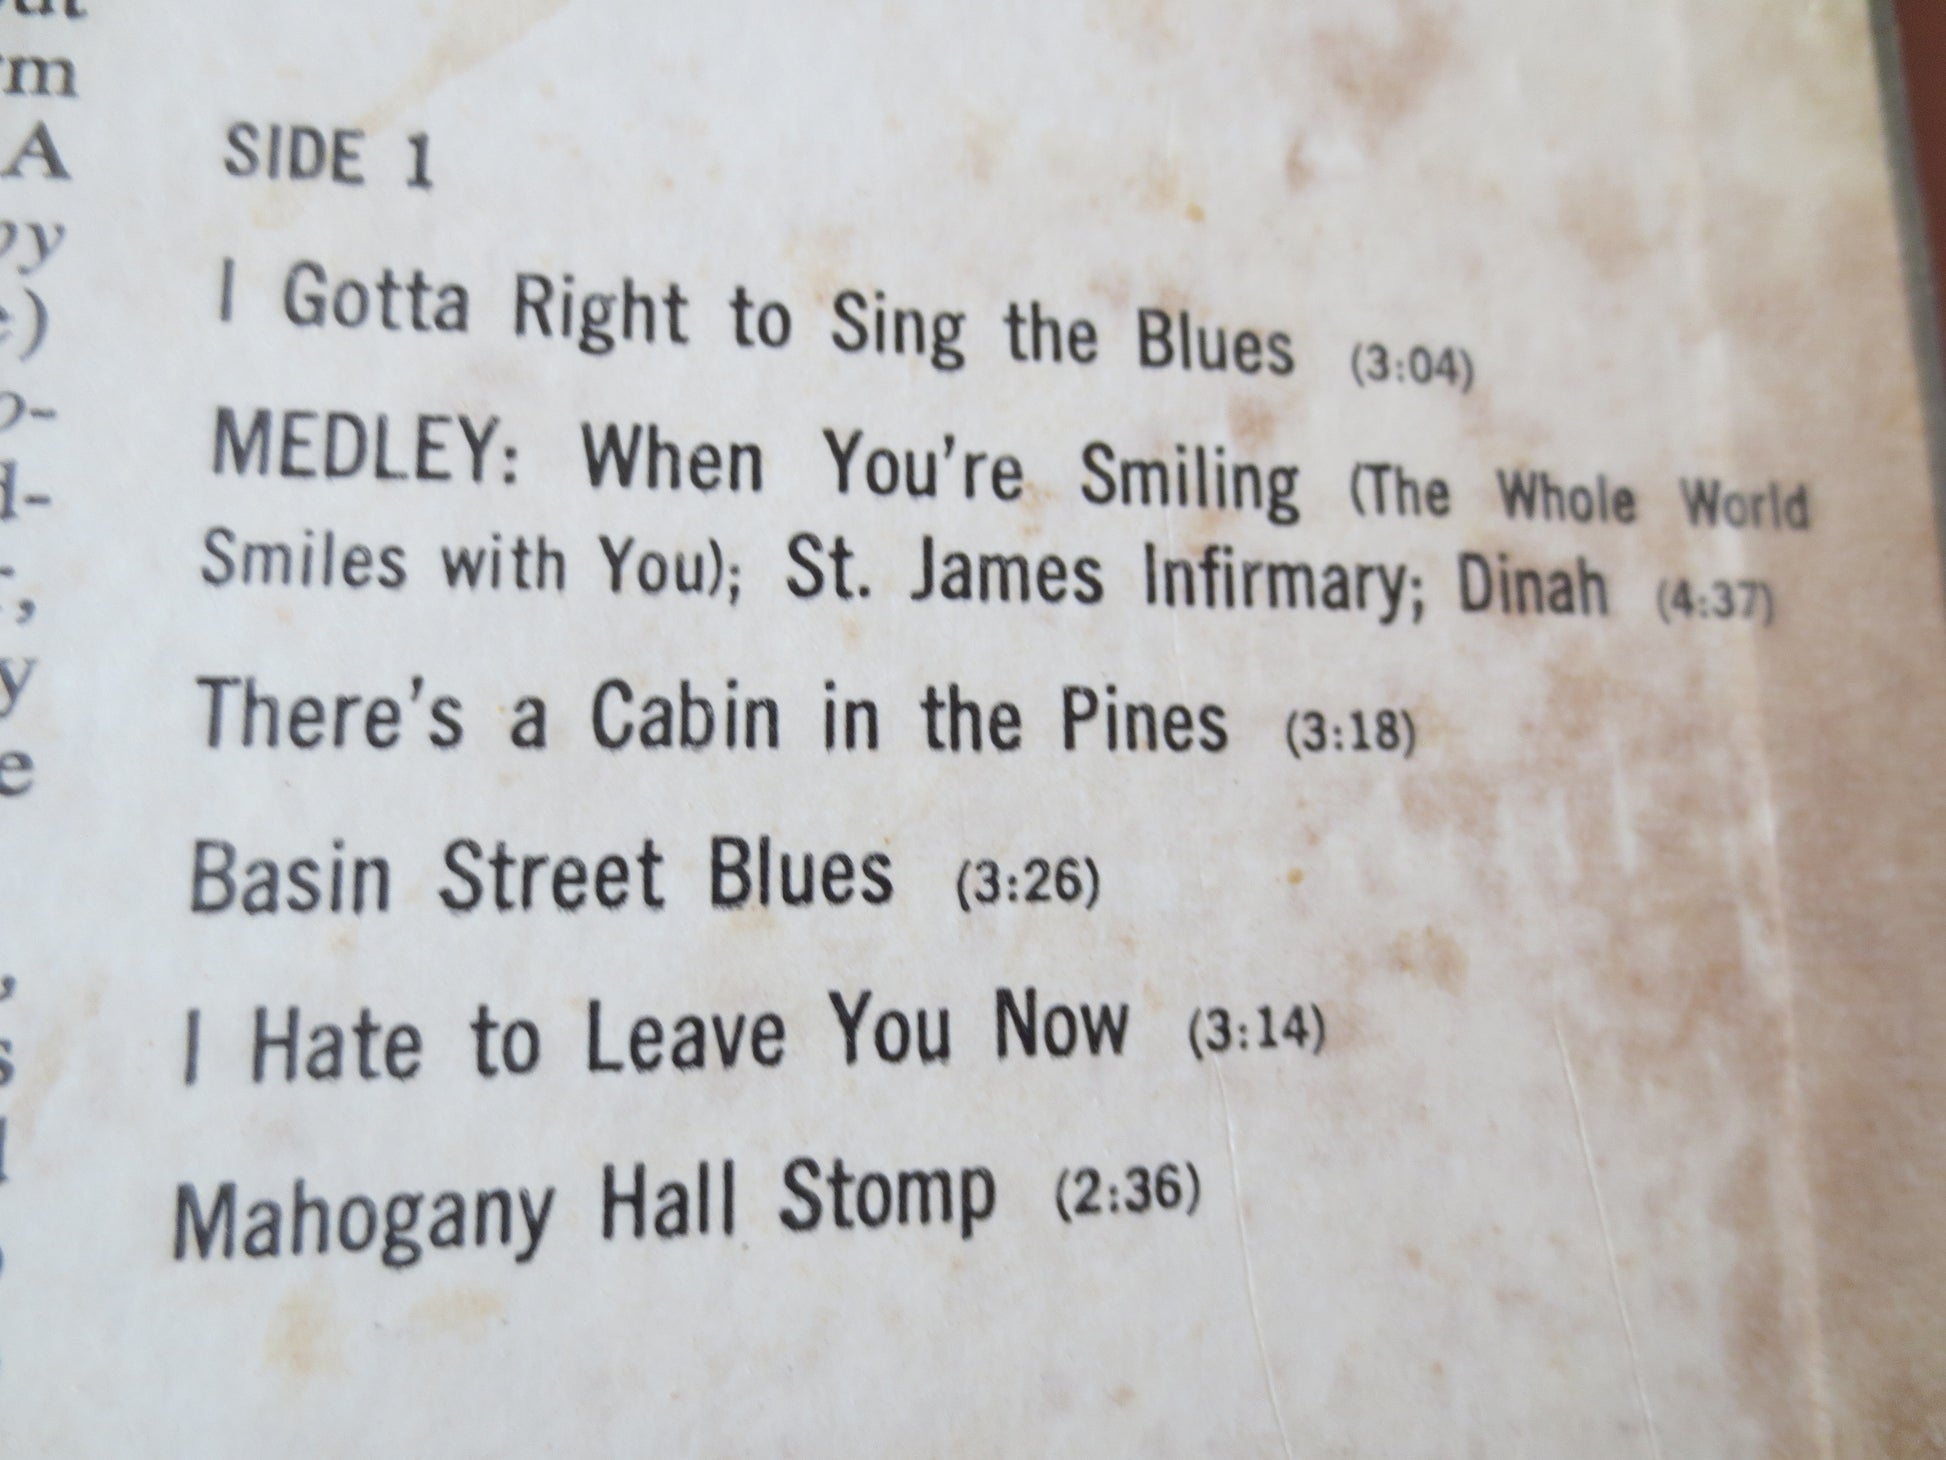 rm
A
by
SIDE 1
I Gotta Right to Sing the Blues (3:04)
MEDLEY: When You're Smiling (The Whole World
Smiles with You); St. James Infirmary; Dinah (4:37)
There's a Cabin in the Pines (3:18)
Basin Street Blues (3:26)
I Hate to Leave You Now (3:14)
Mahogany Hall Stomp (2:36)